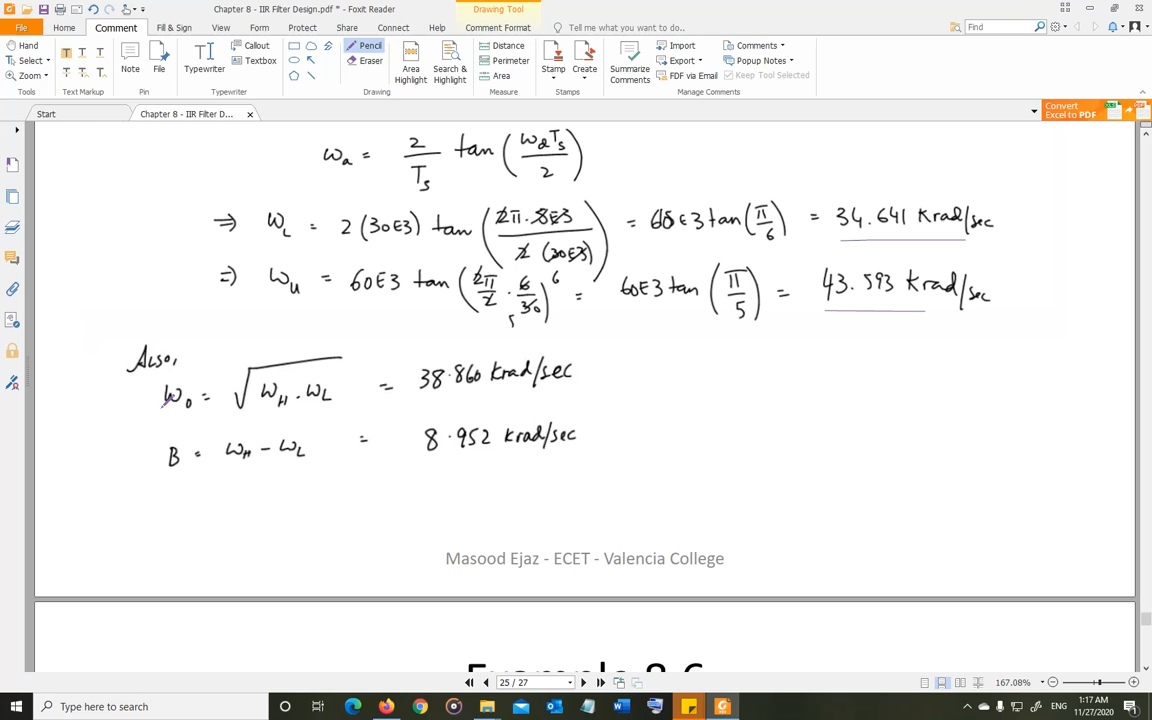 Chapter 8 - IIR Filter Design.pdf * - Foxit Reader
Drawing Tool
File Home Comment Fill & Sign View Form Protect Share Connect Help Comment Format Tell me what you want to do... Find
Hand Select Zoom
Note File Typewriter Callout Textbox
Pencil Eraser Area Highlight Search & Highlight
Distance Perimeter Area
Stamp Create Summarize Comments
Import Export FDF via Email
Comments Popup Notes Keep Tool Selected
Tools Text Markup Pin Typewriter Drawing Measure Stamps Manage Comments
Start Chapter 8 - IIR Filter D...
Convert Excel to PDF
ωa = 2/Ts tan (ωdTs/2)
⇒ ωL = 2 (30E3) tan (2π·5E3 / 2 (30E3)) = 60E3 tan (π/6) = 34.641 Krad/sec
⇒ ωu = 60E3 tan (2π/2 · 6/30) = 60E3 tan (π/5) = 43.593 Krad/sec
Also,
ω0 = √(ωH . ωL) = 38.860 Krad/sec
B = ωH - ωL = 8.952 Krad/sec
Masood Ejaz - ECET - Valencia College
Example 8-6
25 / 27 167.08%
Type here to search
ENG 1:17 AM 11/27/2020